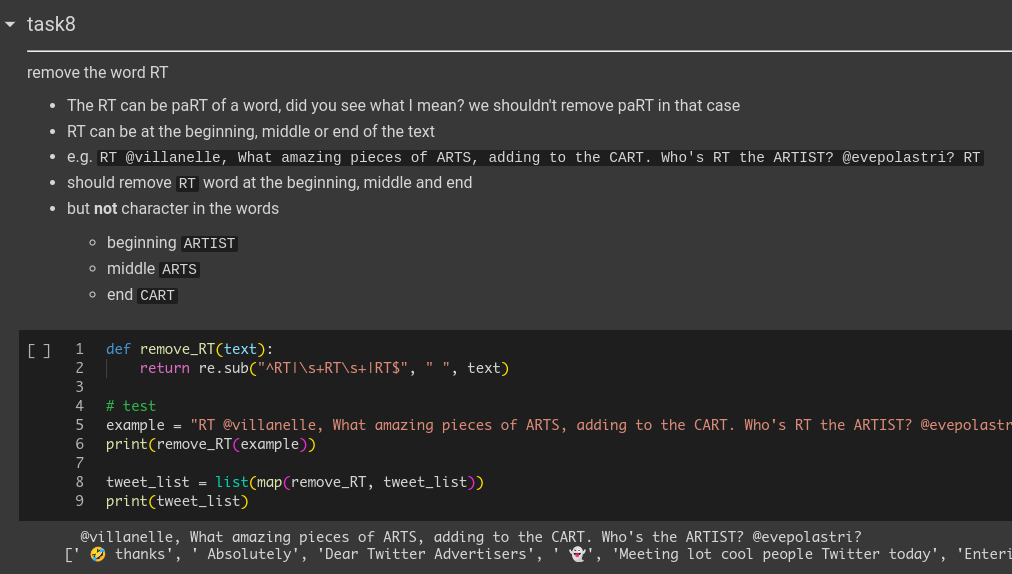 task8
remove the word RT
• The RT can be paRT of a word, did you see what I mean? we shouldn't remove paRT in that case
• RT can be at the beginning, middle or end of the text
• e.g. RT @villanelle, What amazing pieces of ARTS, adding to the CART. Who's RT the ARTIST? @evepolastri? RT
• should remove RT word at the beginning, middle and end
• but not character in the words
◦ beginning ARTIST
◦ middle ARTS
◦ end CART
[ ] 1 def remove_RT(text):
2 return re.sub("^RT|\s+RT\s+|RT$", " ", text)
3
4 # test
5 example = "RT @villanelle, What amazing pieces of ARTS, adding to the CART. Who's RT the ARTIST? @evepolastr
6 print(remove_RT(example))
7
8 tweet_list = list(map(remove_RT, tweet_list))
9 print(tweet_list)
@villanelle, What amazing pieces of ARTS, adding to the CART. Who's the ARTIST? @evepolastri?
[' 🤣 thanks', ' Absolutely', 'Dear Twitter Advertisers', ' 👻', 'Meeting lot cool people Twitter today', 'Enteri